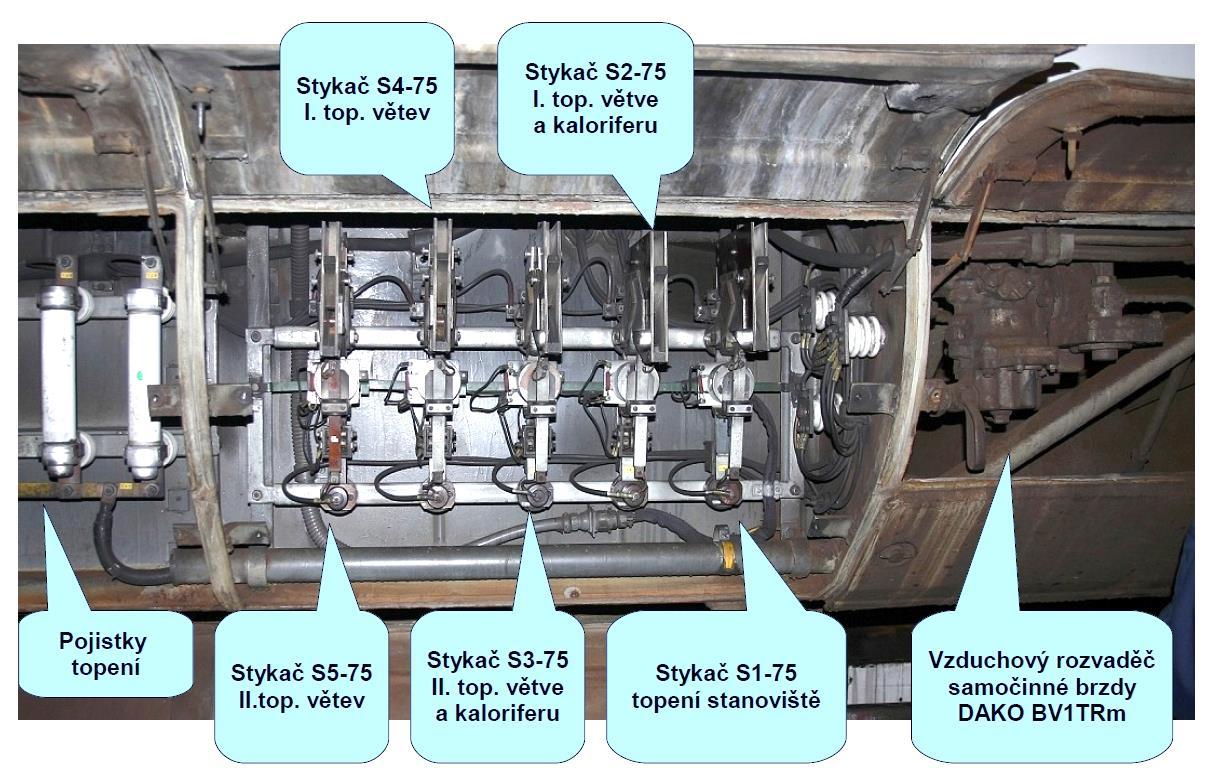 Stykač S4-75
I. top. větev
Stykač S2-75
I. top. větve
a kaloriferu
Pojistky
topení
Stykač S5-75
II.top. větev
Stykač S3-75
II. top. větve
a kaloriferu
Stykač S1-75
topení stanoviště
Vzduchový rozvaděč
samočinné brzdy
DAKO BV1TRm